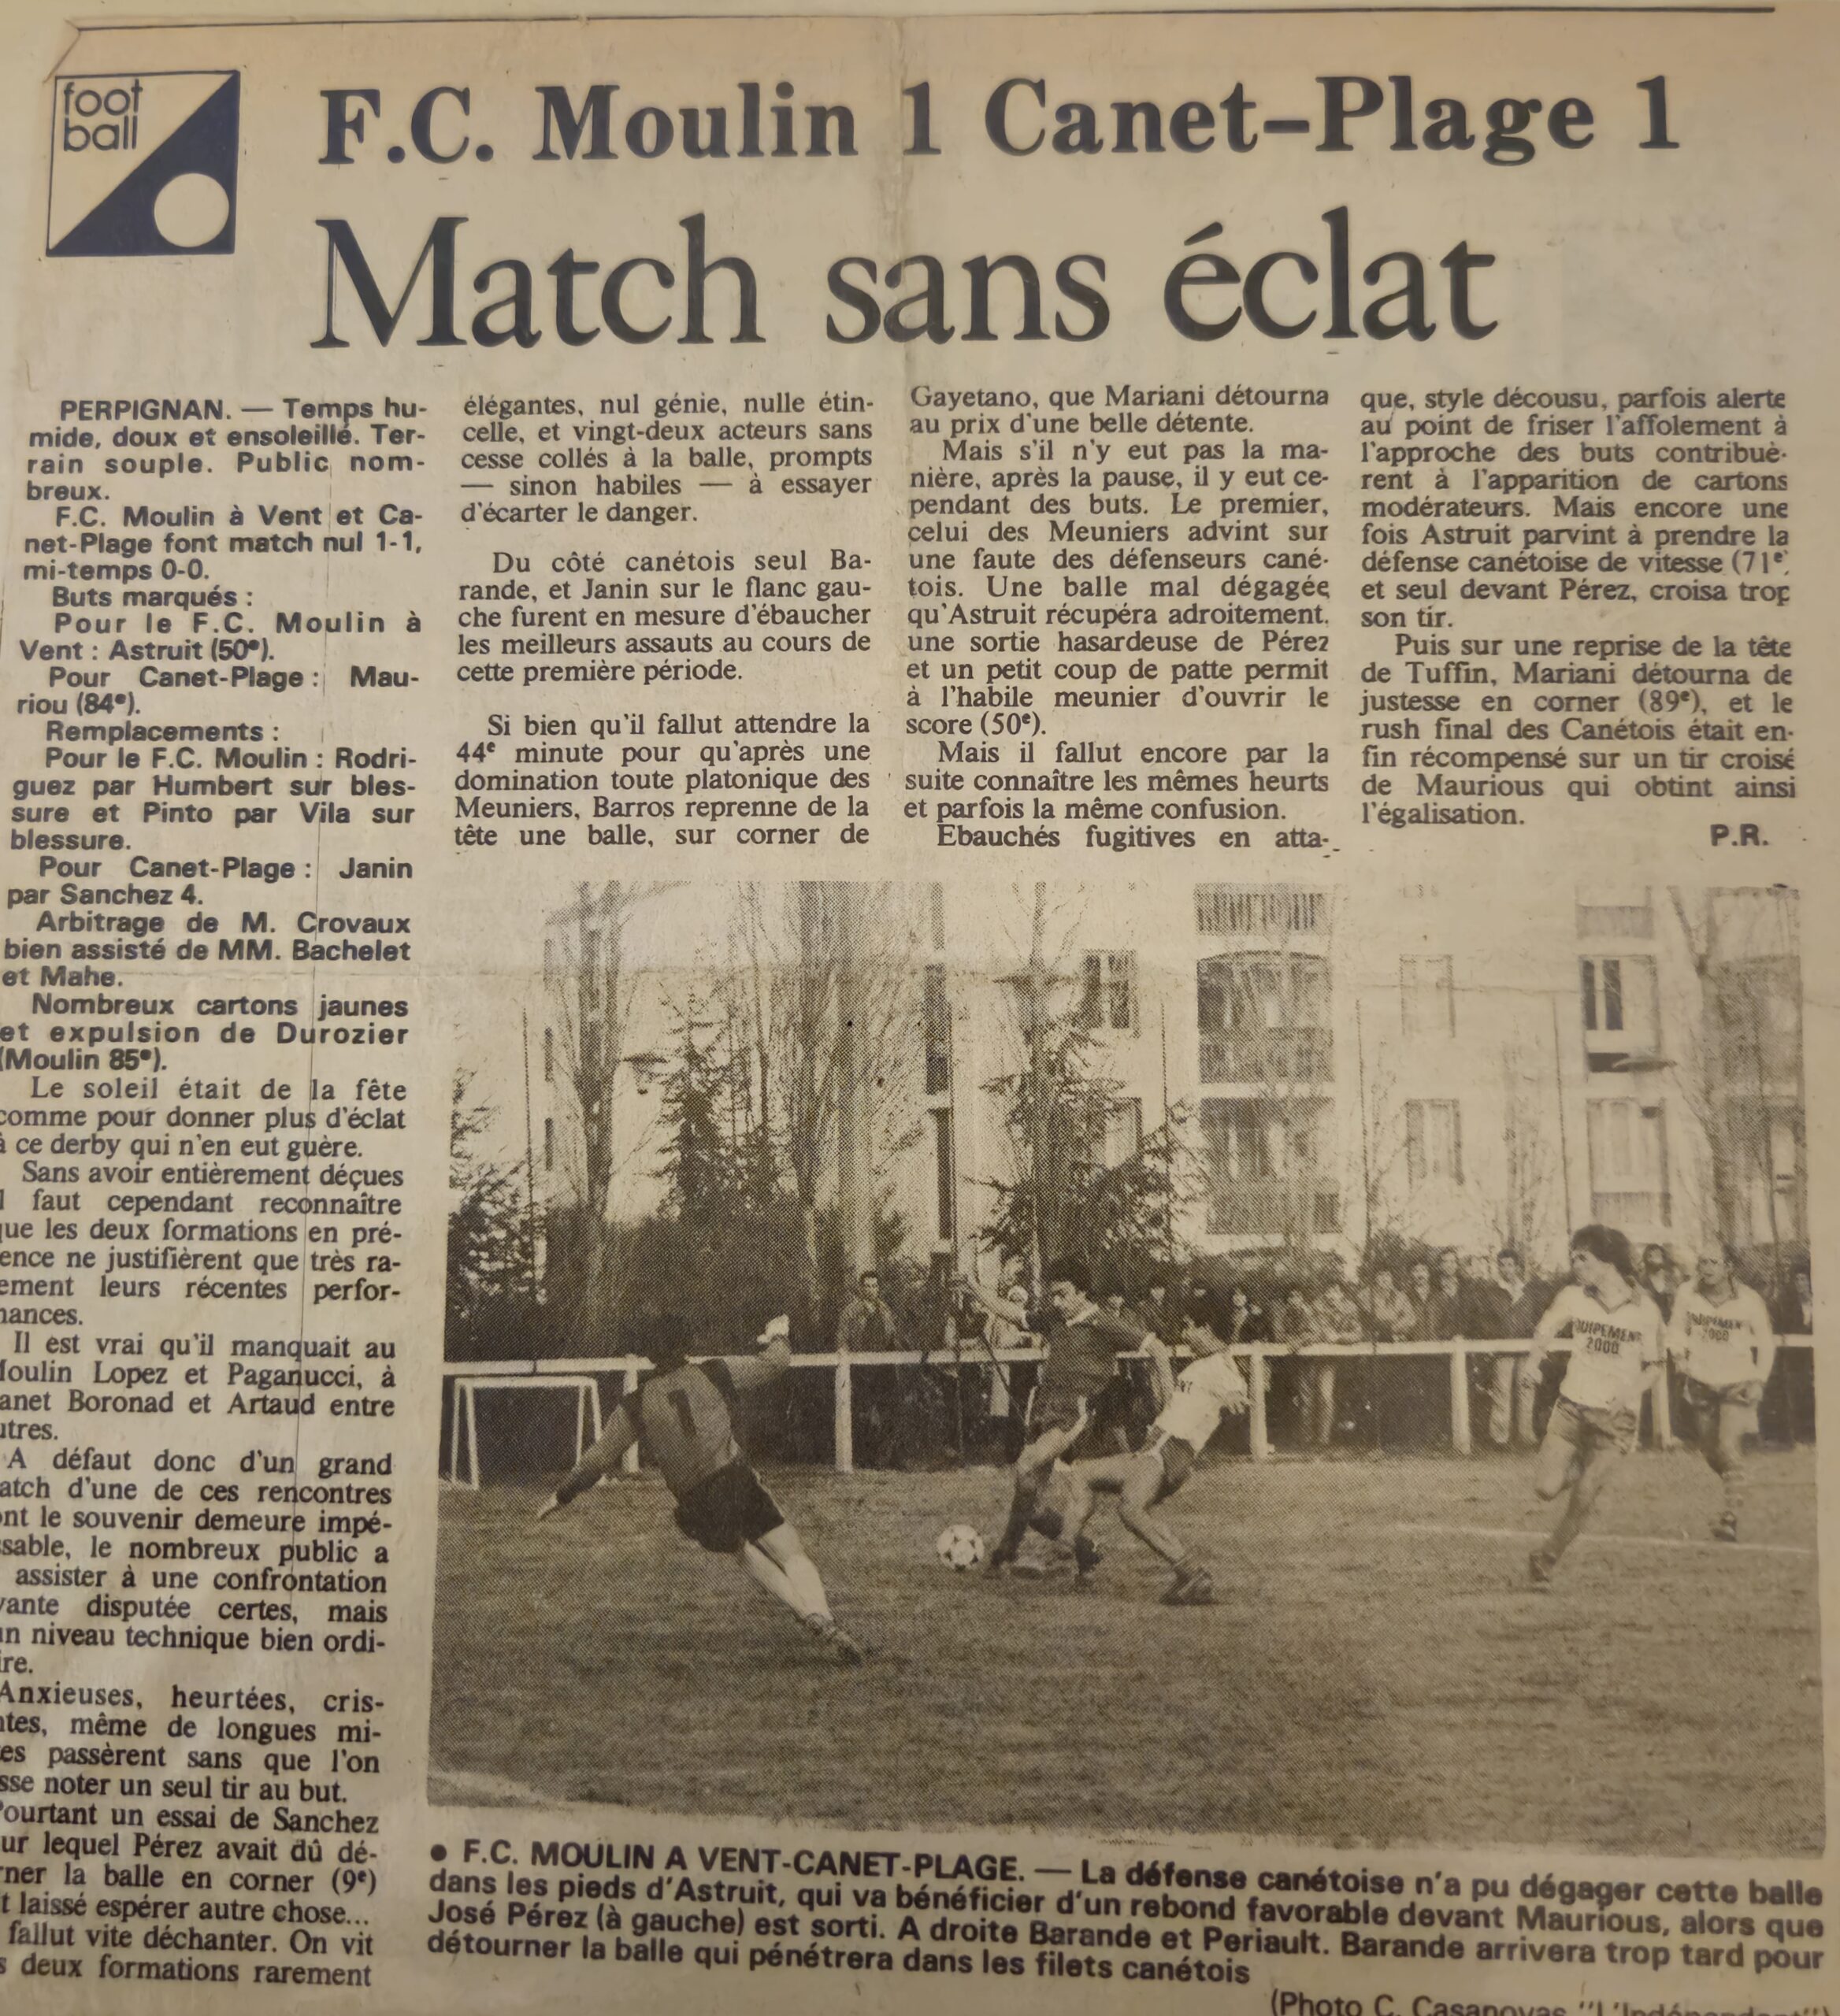 foot
ball
F.C. Moulin 1 Canet-Plage 1
Match sans éclat
PERPIGNAN. — Temps hu-
mide, doux et ensoleillé. Ter-
rain souple. Public nom-
breux.
F.C. Moulin à Vent et Ca-
net-Plage font match nul 1-1,
mi-temps 0-0.
Buts marqués :
Pour le F.C. Moulin à
Vent : Astruit (50e).
Pour Canet-Plage : Mau-
riou (84e).
Remplacements :
Pour le F.C. Moulin : Rodri-
guez par Humbert sur bles-
sure et Pinto par Vila sur
blessure.
Pour Canet-Plage : Janin
par Sanchez 4.
Arbitrage de M. Crovaux
bien assisté de MM. Bachelet
et Mahe.
Nombreux cartons jaunes
et expulsion de Durozier
(Moulin 85e).
Le soleil était de la fête
comme pour donner plus d'éclat
à ce derby qui n'en eut guère.
Sans avoir entièrement déçues
l faut cependant reconnaître
que les deux formations en pré-
ence ne justifièrent que très ra-
ement leurs récentes perfor-
nances.
Il est vrai qu'il manquait au
Moulin Lopez et Paganucci, à
anet Boronad et Artaud entre
utres.
A défaut donc d'un grand
atch d'une de ces rencontres
ont le souvenir demeure impé-
ssable, le nombreux public a
assister à une confrontation
vante disputée certes, mais
un niveau technique bien ordi-
ire.
Anxieuses, heurtées, cris-
ntes, même de longues mi-
es passèrent sans que l'on
sse noter un seul tir au but.
Pourtant un essai de Sanchez
ur lequel Pérez avait dû dé-
rner la balle en corner (9e)
t laissé espérer autre chose...
fallut vite déchanter. On vit
s deux formations rarement
élégantes, nul génie, nulle étin-
celle, et vingt-deux acteurs sans
cesse collés à la balle, prompts
— sinon habiles — à essayer
d'écarter le danger.
Du côté canétois seul Ba-
rande, et Janin sur le flanc gau-
che furent en mesure d'ébaucher
les meilleurs assauts au cours de
cette première période.
Si bien qu'il fallut attendre la
44e minute pour qu'après une
domination toute platonique des
Meuniers, Barros reprenne de la
tête une balle, sur corner de
Gayetano, que Mariani détourna
au prix d'une belle détente.
Mais s'il n'y eut pas la ma-
nière, après la pause, il y eut ce-
pendant des buts. Le premier,
celui des Meuniers advint sur
une faute des défenseurs cané-
tois. Une balle mal dégagée
qu'Astruit récupéra adroitement,
une sortie hasardeuse de Pérez
et un petit coup de patte permit
à l'habile meunier d'ouvrir le
score (50e).
Mais il fallut encore par la
suite connaître les mêmes heurts
et parfois la même confusion.
Ebauchés fugitives en atta-
que, style décousu, parfois alerte
au point de friser l'affolement à
l'approche des buts contribuè-
rent à l'apparition de cartons
modérateurs. Mais encore une
fois Astruit parvint à prendre la
défense canétoise de vitesse (71e)
et seul devant Pérez, croisa trop
son tir.
Puis sur une reprise de la tête
de Tuffin, Mariani détourna de
justesse en corner (89e), et le
rush final des Canétois était en-
fin récompensé sur un tir croisé
de Maurious qui obtint ainsi
l'égalisation.
P.R.
1
QUIPEMENT
2000
QUIPEMEN
2000
● F.C. MOULIN A VENT-CANET-PLAGE. — La défense canétoise n'a pu dégager cette balle
dans les pieds d'Astruit, qui va bénéficier d'un rebond favorable devant Maurious, alors que
José Pérez (à gauche) est sorti. A droite Barande et Periault. Barande arrivera trop tard pour
détourner la balle qui pénétrera dans les filets canétois
(Photo C. Casanovas "L'Indépendant")